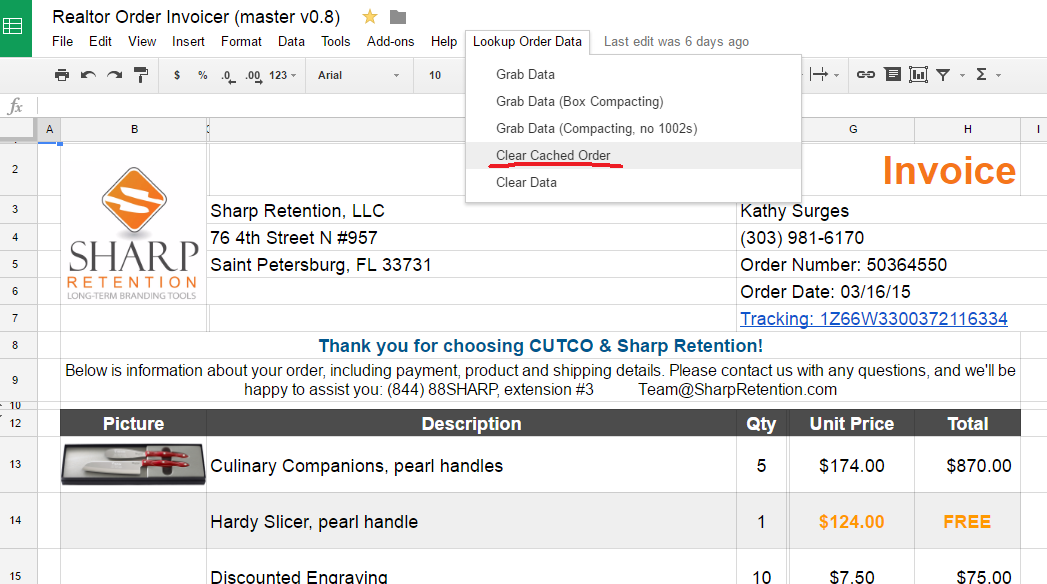 Realtor Order Invoicer (master v0.8)
File Edit View Insert Format Data Tools Add-ons Help Lookup Order Data Last edit was 6 days ago
$ % .0 .00 123 Arial 10
Grab Data
Grab Data (Box Compacting)
Grab Data (Compacting, no 1002s)
Clear Cached Order
Clear Data
fx
A B C G H I
2 Invoice
SHARP
RETENTION
LONG-TERM BRANDING TOOLS
3 Sharp Retention, LLC Kathy Surges
4 76 4th Street N #957 (303) 981-6170
5 Saint Petersburg, FL 33731 Order Number: 50364550
6 Order Date: 03/16/15
7 Tracking: 1Z66W3300372116334
8 Thank you for choosing CUTCO & Sharp Retention!
9 Below is information about your order, including payment, product and shipping details. Please contact us with any questions, and we'll be
happy to assist you: (844) 88SHARP, extension #3 Team@SharpRetention.com
10
12 Picture Description Qty Unit Price Total
13 Culinary Companions, pearl handles 5 $174.00 $870.00
14 Hardy Slicer, pearl handle 1 $124.00 FREE
15 Discounted Engraving 10 $7.50 $75.00